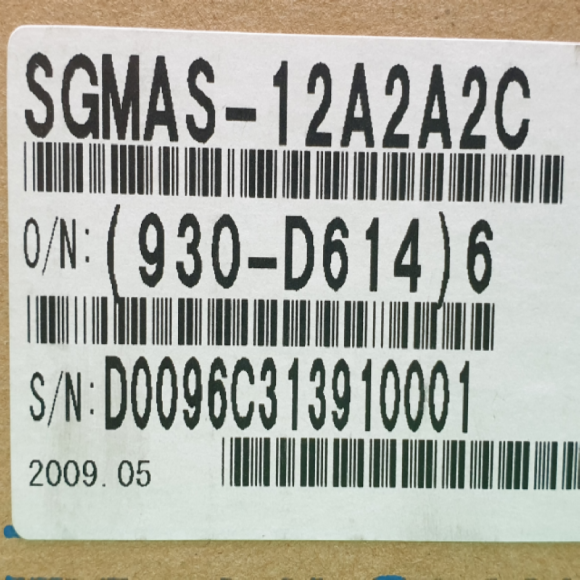 SGMAS-12A2A2C
O/N: (930-D614)6
S/N: D0096C313910001
2009.05